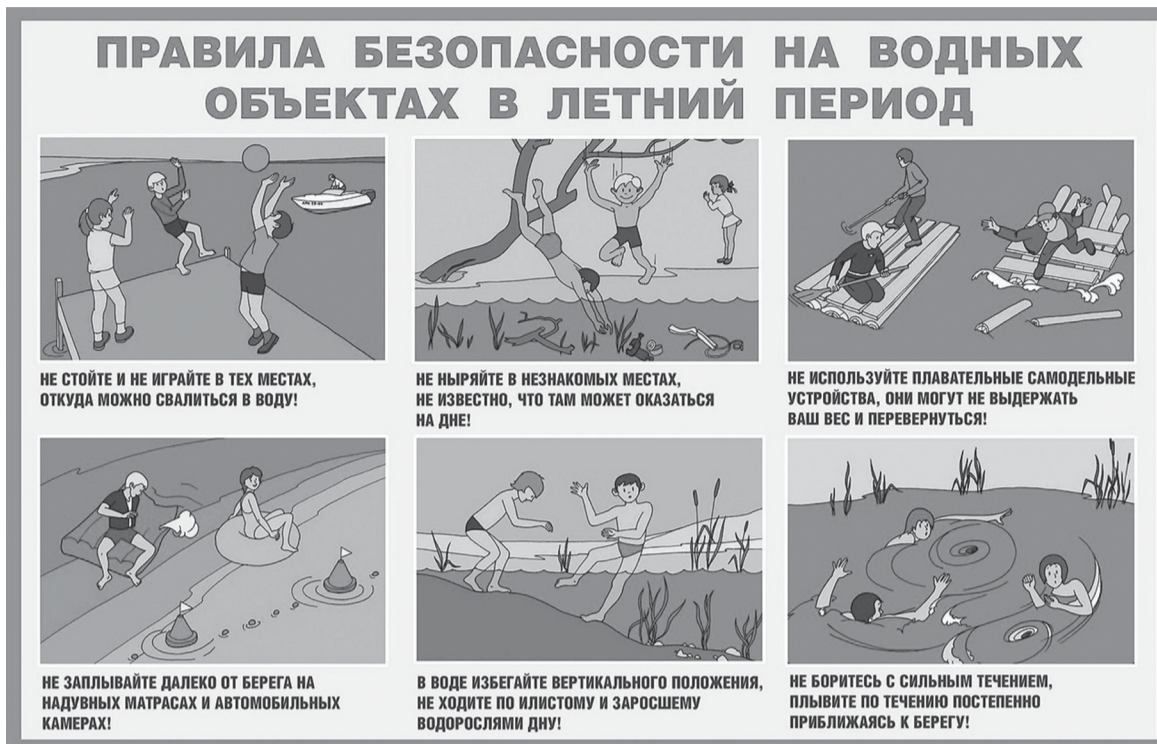 ПРАВИЛА БЕЗОПАСНОСТИ НА ВОДНЫХ
ОБЪЕКТАХ В ЛЕТНИЙ ПЕРИОД
НЕ СТОЙТЕ И НЕ ИГРАЙТЕ В ТЕХ МЕСТАХ,
ОТКУДА МОЖНО СВАЛИТЬСЯ В ВОДУ!
НЕ НЫРЯЙТЕ В НЕЗНАКОМЫХ МЕСТАХ,
НЕ ИЗВЕСТНО, ЧТО ТАМ МОЖЕТ ОКАЗАТЬСЯ
НА ДНЕ!
НЕ ИСПОЛЬЗУЙТЕ ПЛАВАТЕЛЬНЫЕ САМОДЕЛЬНЫЕ
УСТРОЙСТВА, ОНИ МОГУТ НЕ ВЫДЕРЖАТЬ
ВАШ ВЕС И ПЕРЕВЕРНУТЬСЯ!
НЕ ЗАПЛЫВАЙТЕ ДАЛЕКО ОТ БЕРЕГА НА
НАДУВНЫХ МАТРАСАХ И АВТОМОБИЛЬНЫХ
КАМЕРАХ!
В ВОДЕ ИЗБЕГАЙТЕ ВЕРТИКАЛЬНОГО ПОЛОЖЕНИЯ,
НЕ ХОДИТЕ ПО ИЛИСТОМУ И ЗАРОСШЕМУ
ВОДОРОСЛЯМИ ДНУ!
НЕ БОРИТЕСЬ С СИЛЬНЫМ ТЕЧЕНИЕМ,
ПЛЫВИТЕ ПО ТЕЧЕНИЮ ПОСТЕПЕННО
ПРИБЛИЖАЯСЬ К БЕРЕГУ!